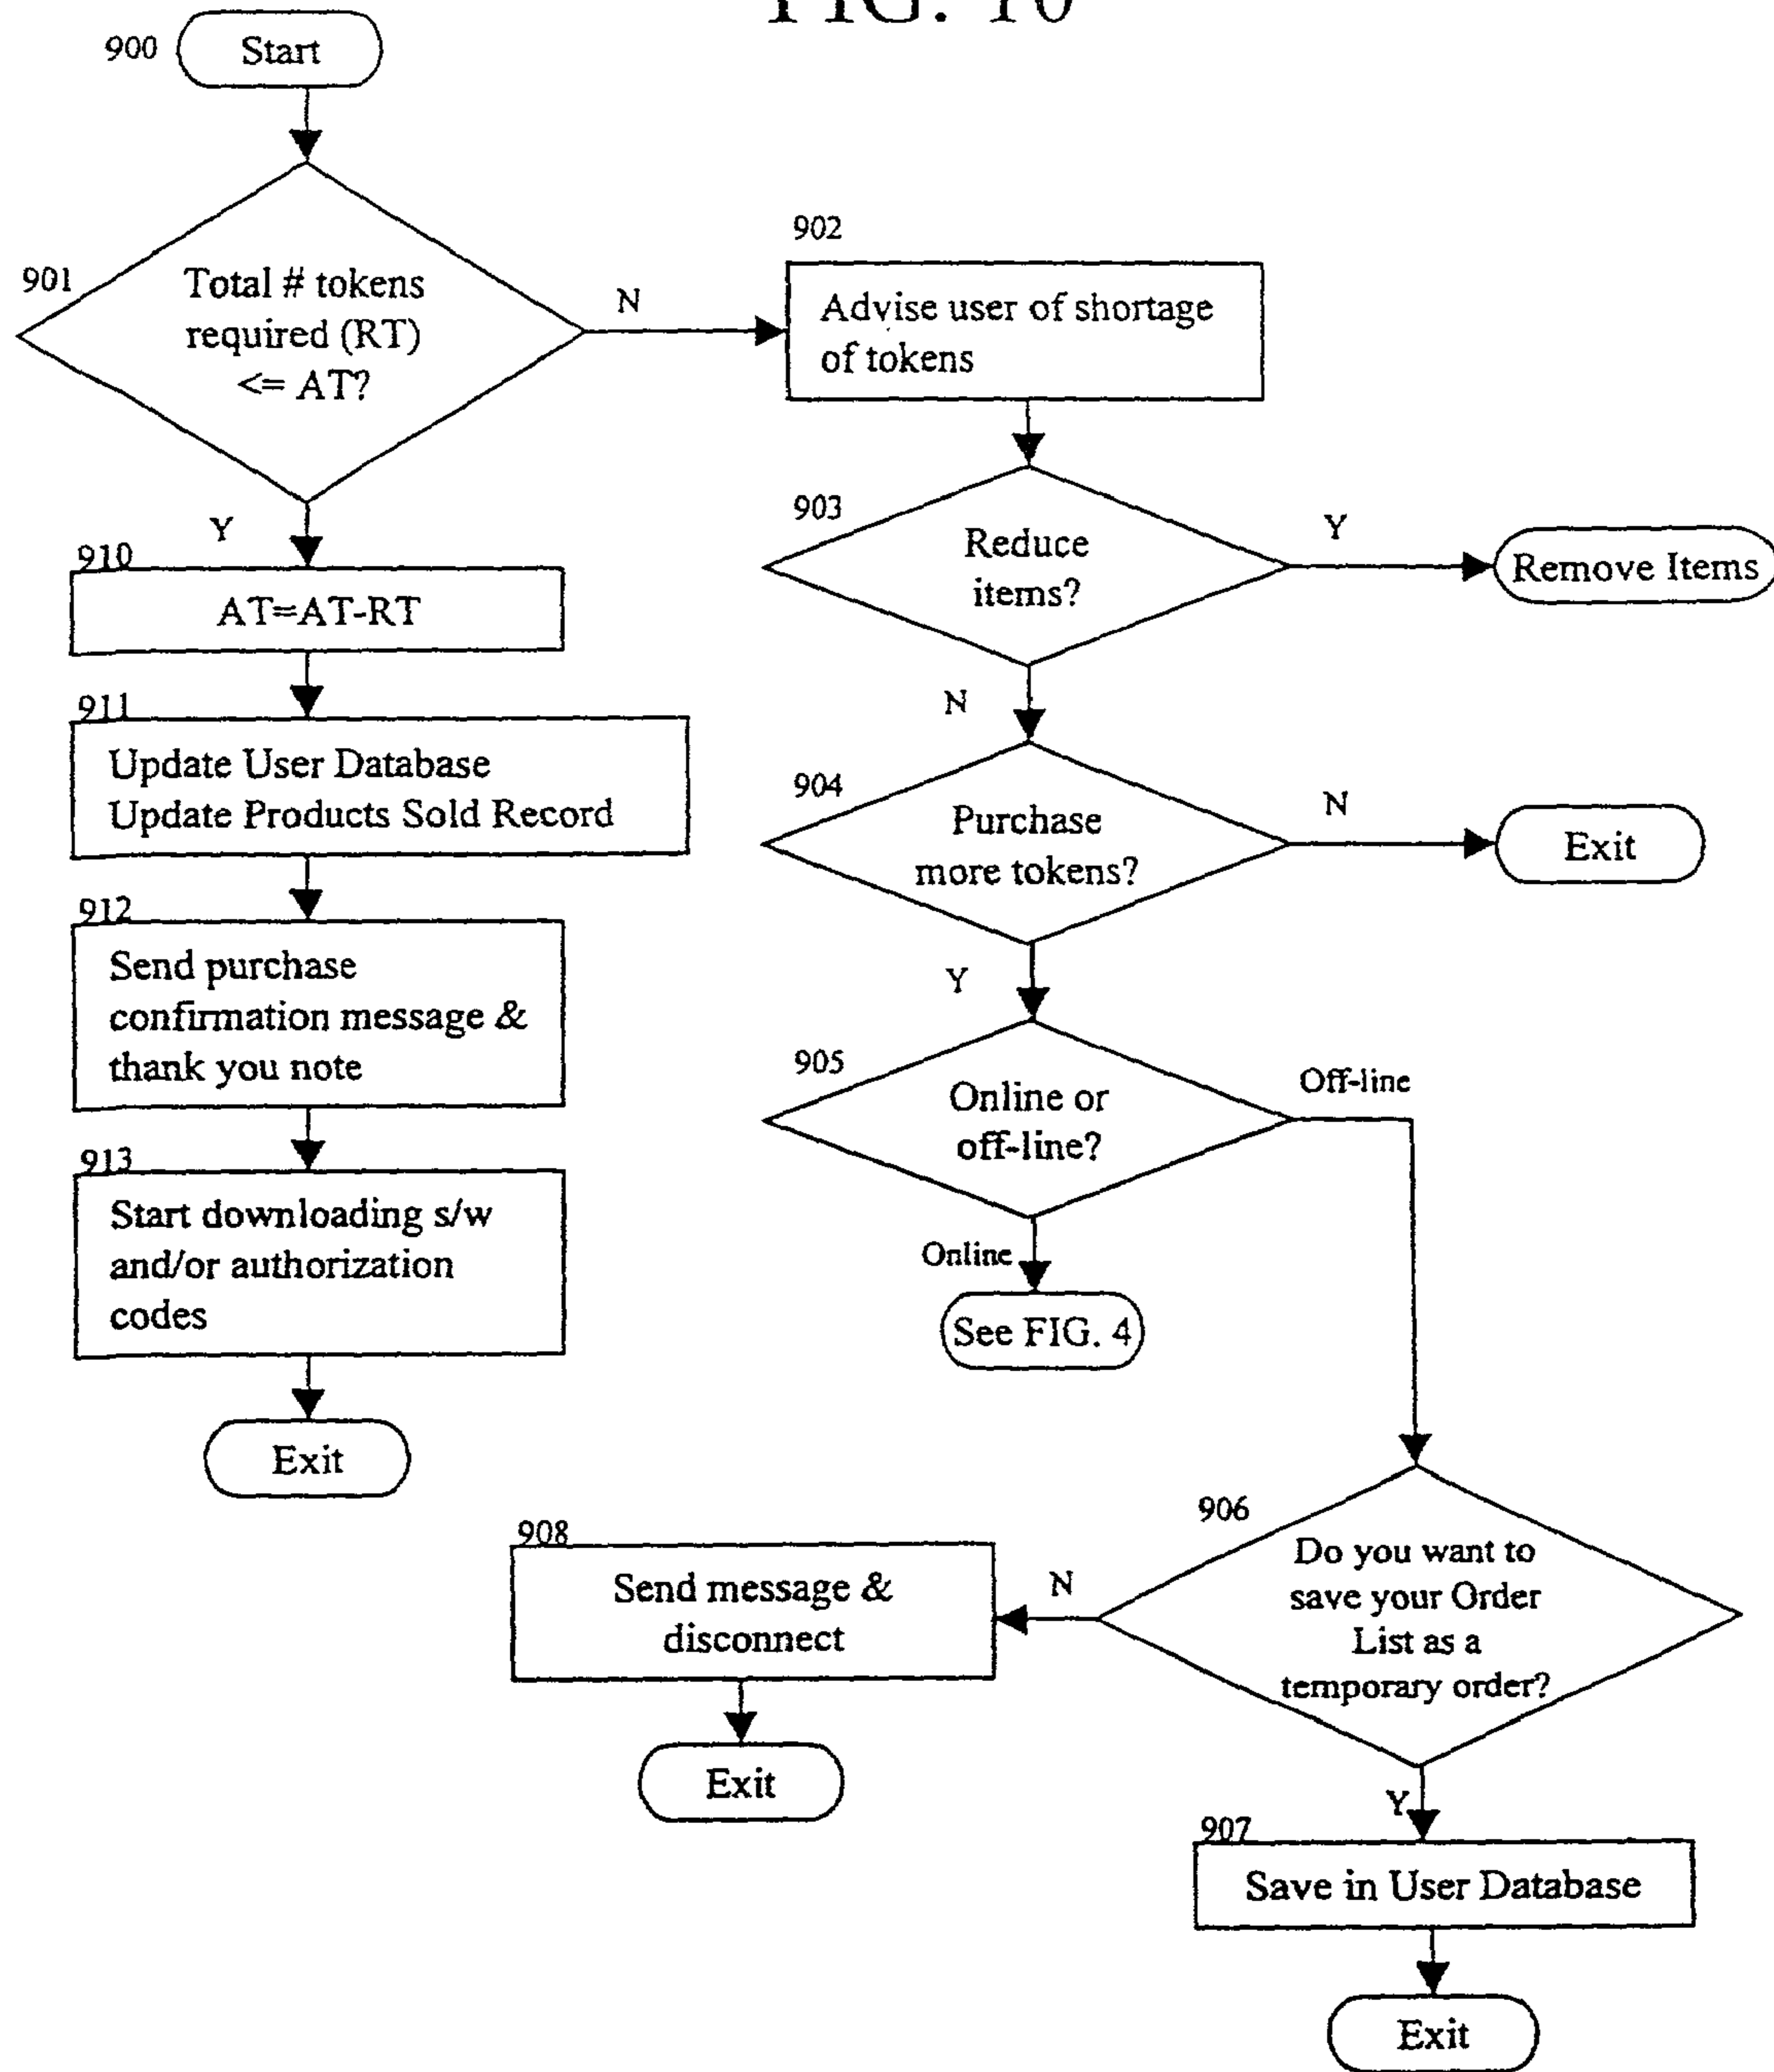 FIG. 10
900
Start
901
Total # tokens
required (RT)
<= AT?
N
902
Advise user of shortage
of tokens
903
Reduce
items?
Y
Remove Items
N
904
Purchase
more tokens?
N
Exit
Y
905
Online or
off-line?
Off-line
Online
See FIG. 4
Y
910
AT=AT-RT
911
Update User Database
Update Products Sold Record
912
Send purchase
confirmation message &
thank you note
913
Start downloading s/w
and/or authorization
codes
Exit
906
Do you want to
save your Order
List as a
temporary order?
N
908
Send message &
disconnect
Exit
Y
907
Save in User Database
Exit